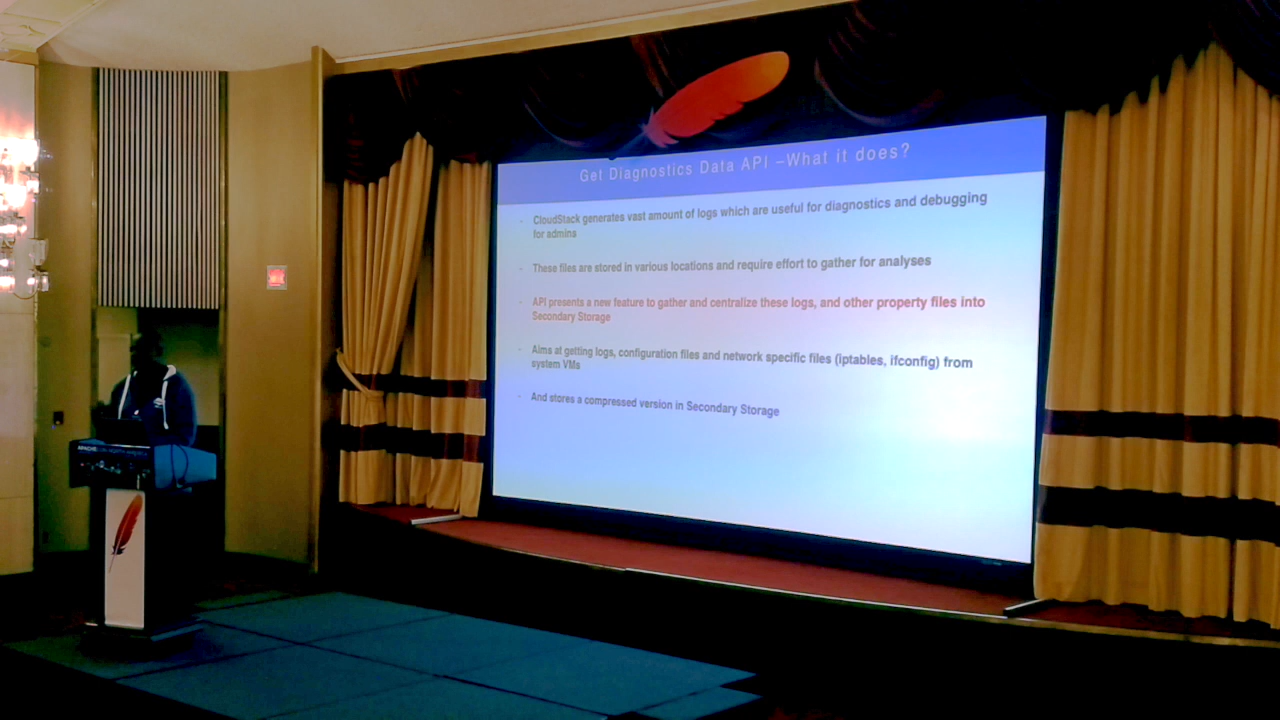 Get Diagnostics Data API –What it does?
- CloudStack generates vast amount of logs which are useful for diagnostics and debugging
for admins
- These files are stored in various locations and require effort to gather for analyses
- API presents a new feature to gather and centralize these logs, and other property files into
Secondary Storage
- Aims at getting logs, configuration files and network specific files (iptables, ifconfig) from
system VMs
- And stores a compressed version in Secondary Storage
APACHECON NORTH AMERICA